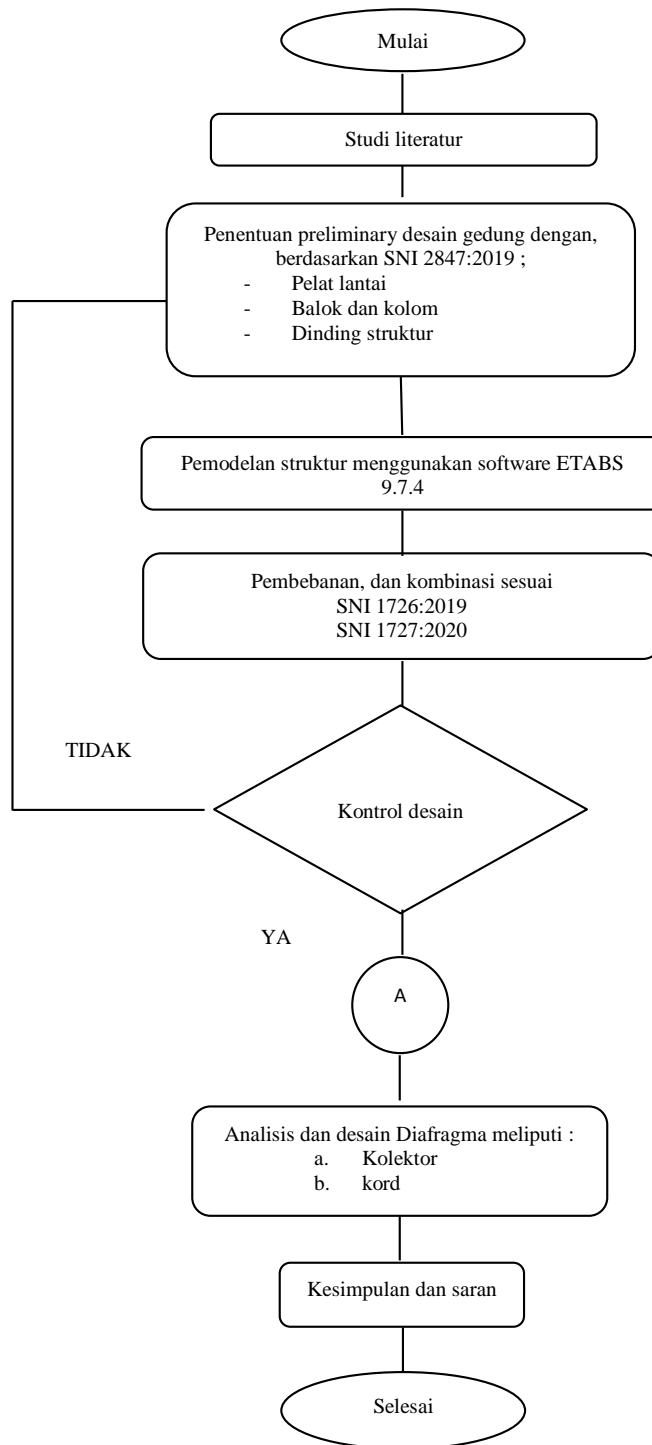 Mulai
Studi literatur
Penentuan preliminary desain gedung dengan,
berdasarkan SNI 2847:2019 ;
- Pelat lantai
- Balok dan kolom
- Dinding struktur
Pemodelan struktur menggunakan software ETABS
9.7.4
Pembebanan, dan kombinasi sesuai
SNI 1726:2019
SNI 1727:2020
TIDAK
Kontrol desain
YA
A
Analisis dan desain Diafragma meliputi :
a. Kolektor
b. kord
Kesimpulan dan saran
Selesai